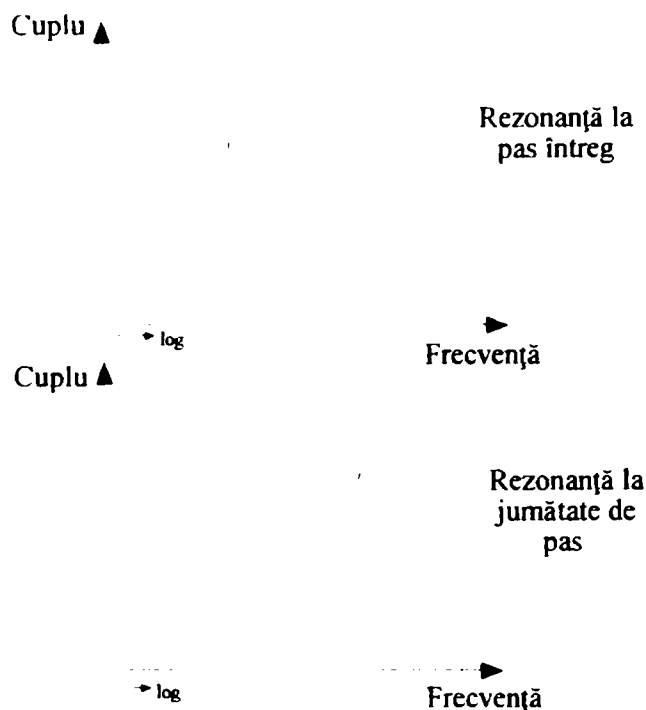 Cuplu
Rezonanţă la
pas întreg
log
Frecvenţă
Cuplu
Rezonanţă la
jumătate de
pas
log
Frecvenţă